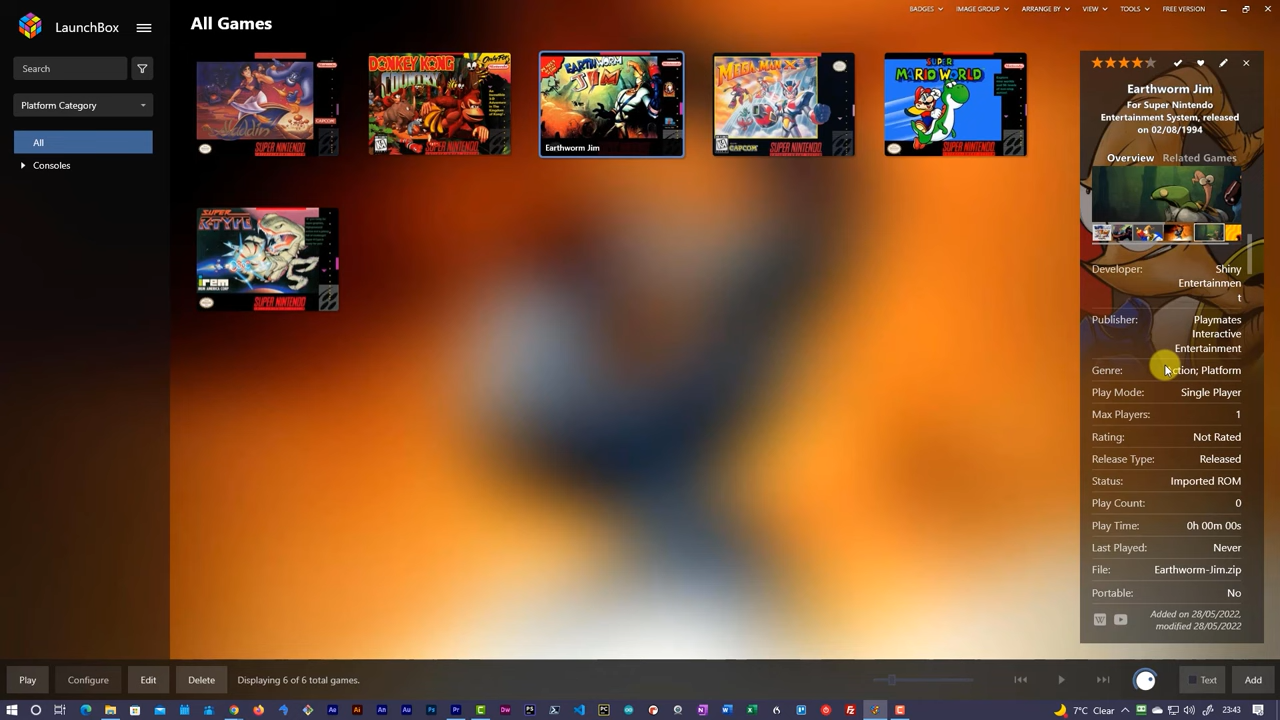 LaunchBox
All Games
BADGES
IMAGE GROUP
ARRANGE BY
VIEW
TOOLS
FREE VERSION
Search
Platform Category
All
Consoles
Aladdin
CAPCOM
SUPER NINTENDO
DONKEY KONG
COUNTRY
SUPER NINTENDO
EARTHWORM
JIM
Earthworm Jim
MEGA MAN X
CAPCOM
SUPER NINTENDO
SUPER
MARIO WORLD
SUPER NINTENDO
SUPER
R-TYPE
irem
SUPER NINTENDO
Earthworm Jim
For Super Nintendo
Entertainment System, released
on 02/08/1994
Overview Related Games
Developer: Shiny
Entertainmen
t
Publisher: Playmates
Interactive
Entertainment
Genre: ction; Platform
Play Mode: Single Player
Max Players: 1
Rating: Not Rated
Release Type: Released
Status: Imported ROM
Play Count: 0
Play Time: 0h 00m 00s
Last Played: Never
File: Earthworm-Jim.zip
Portable: No
W
Added on 28/05/2022,
modified 28/05/2022
Play
Configure
Edit
Delete
Displaying 6 of 6 total games.
Text
Add
7°C Clear
23:43